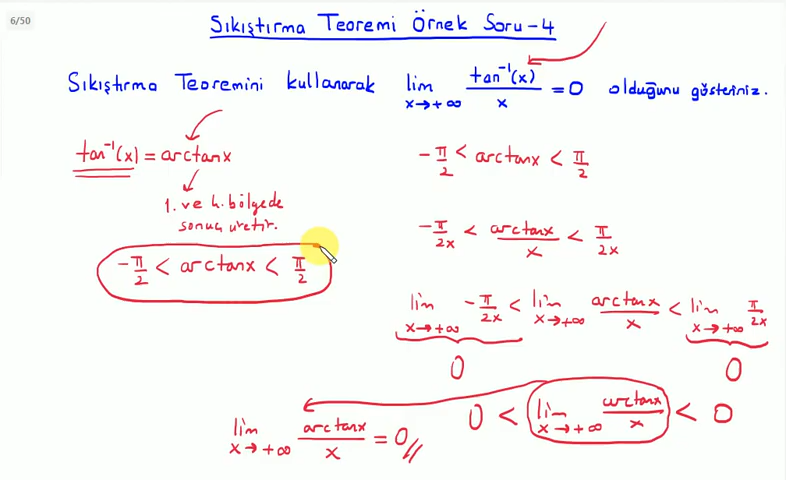 6/50
Sıkıştırma Teoremi Örnek Soru-4
Sıkıştırma Teoremini kullanarak lim x→+∞ tan⁻¹(x)/x = 0 olduğunu gösteriniz.
tan⁻¹(x) = arctanx
1. ve 4. bölgede
sonuç üretir.
-π/2 < arctanx < π/2
-π/2 < arctanx < π/2
-π/2x < arctanx/x < π/2x
lim x→+∞ -π/2x < lim x→+∞ arctanx/x < lim x→+∞ π/2x
0 0
0 < lim x→+∞ arctanx/x < 0
lim x→+∞ arctanx/x = 0//